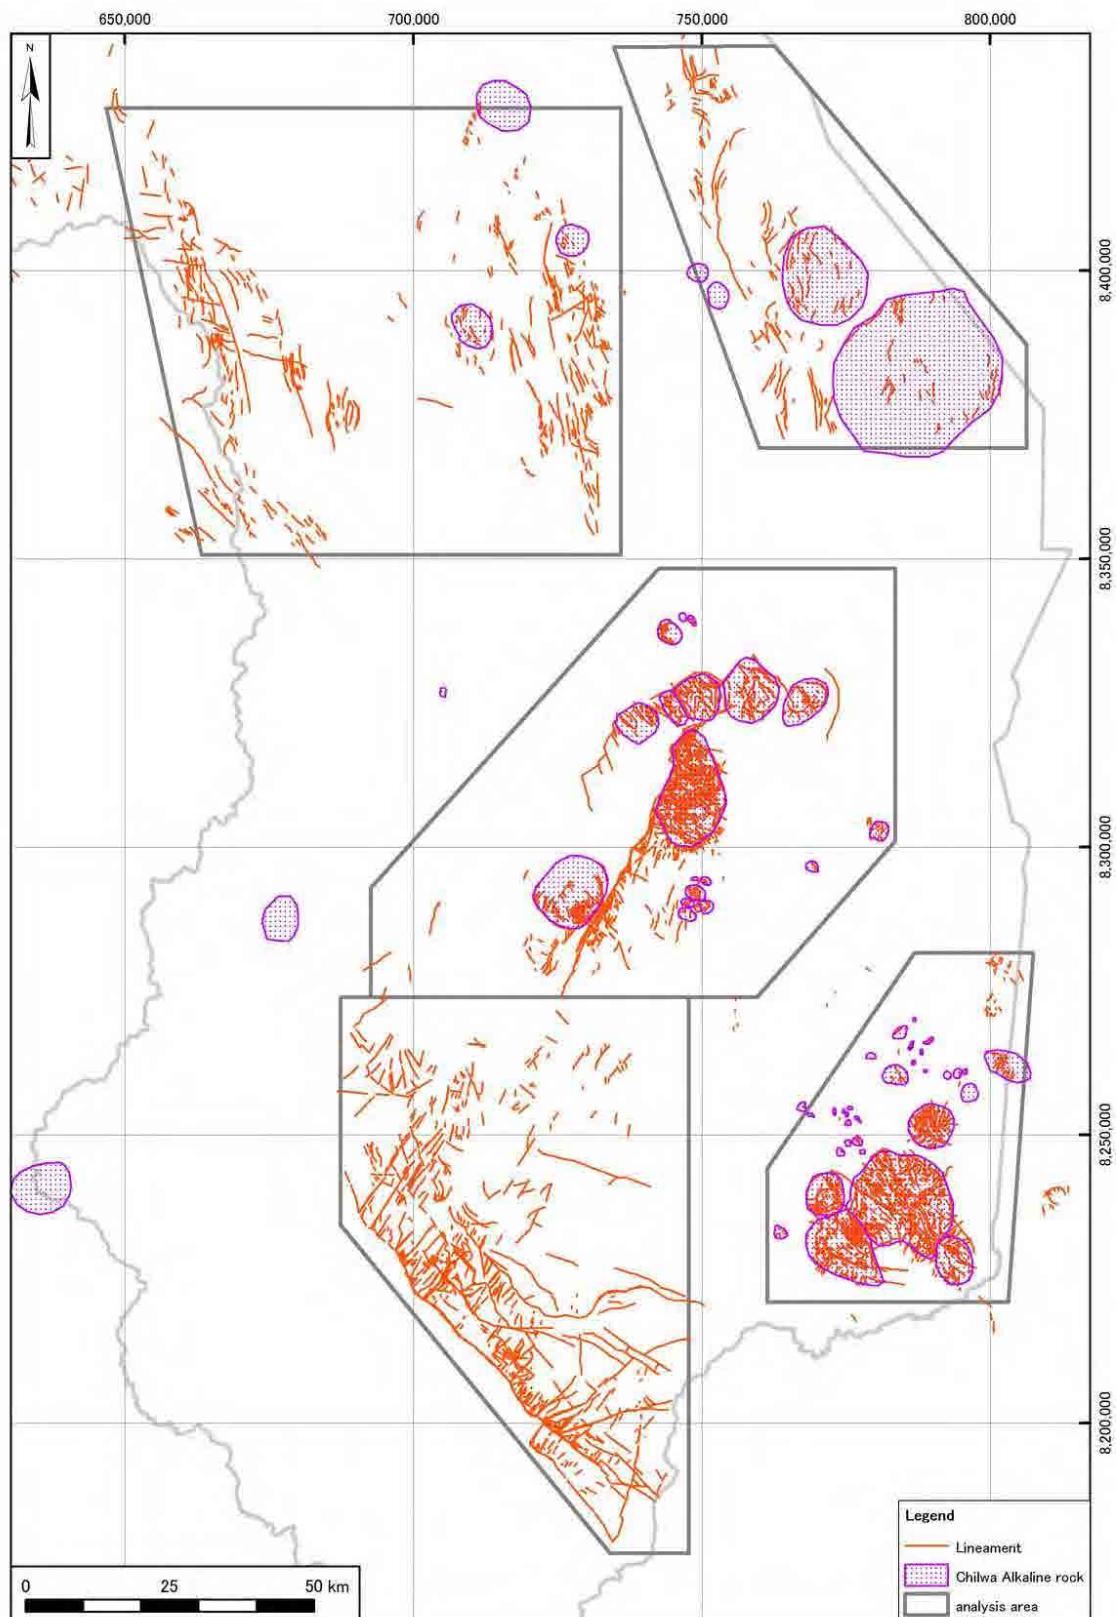 650,000 700,000 750,000 800,000
N
8,400,000
8,350,000
8,300,000
8,250,000
8,200,000
Legend
Lineament
Chilwa Alkaline rock
analysis area
0 25 50 km